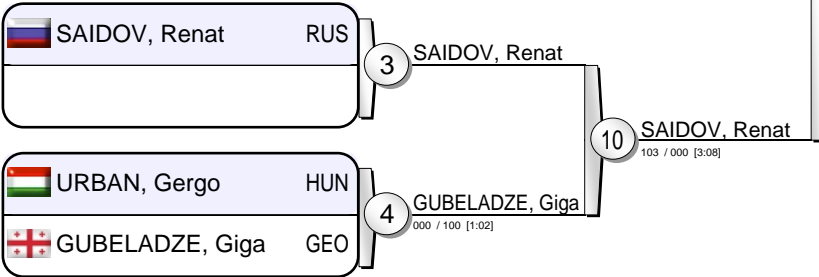 SAIDOV, Renat RUS
3 SAIDOV, Renat
10 SAIDOV, Renat
103 / 000 [3:08]
URBAN, Gergo HUN
4 GUBELADZE, Giga
000 / 100 [1:02]
GUBELADZE, Giga GEO